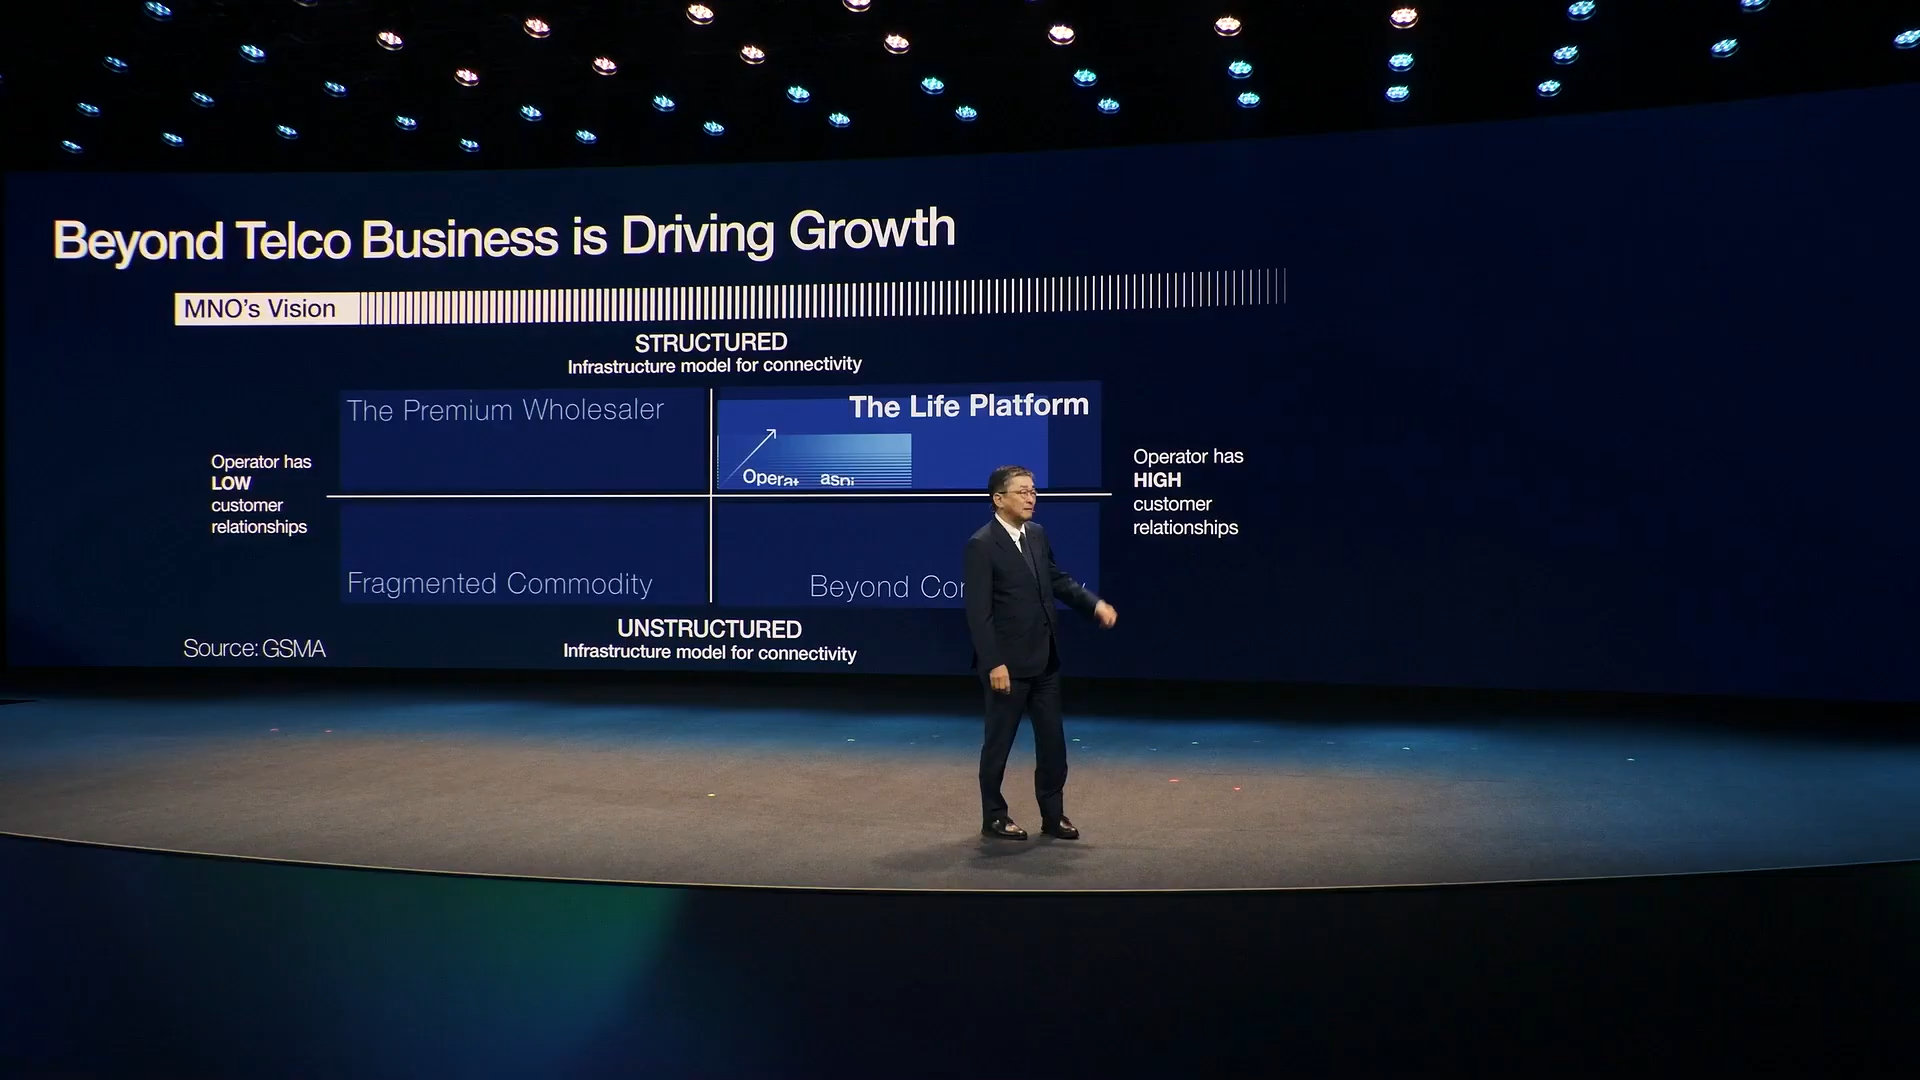 Beyond Telco Business is Driving Growth
MNO's Vision
STRUCTURED
Infrastructure model for connectivity
The Premium Wholesaler
The Life Platform
Operator has
LOW
customer
relationships
Operator has
HIGH
customer
relationships
Fragmented Commodity
Beyond
UNSTRUCTURED
Infrastructure model for connectivity
Source: GSMA